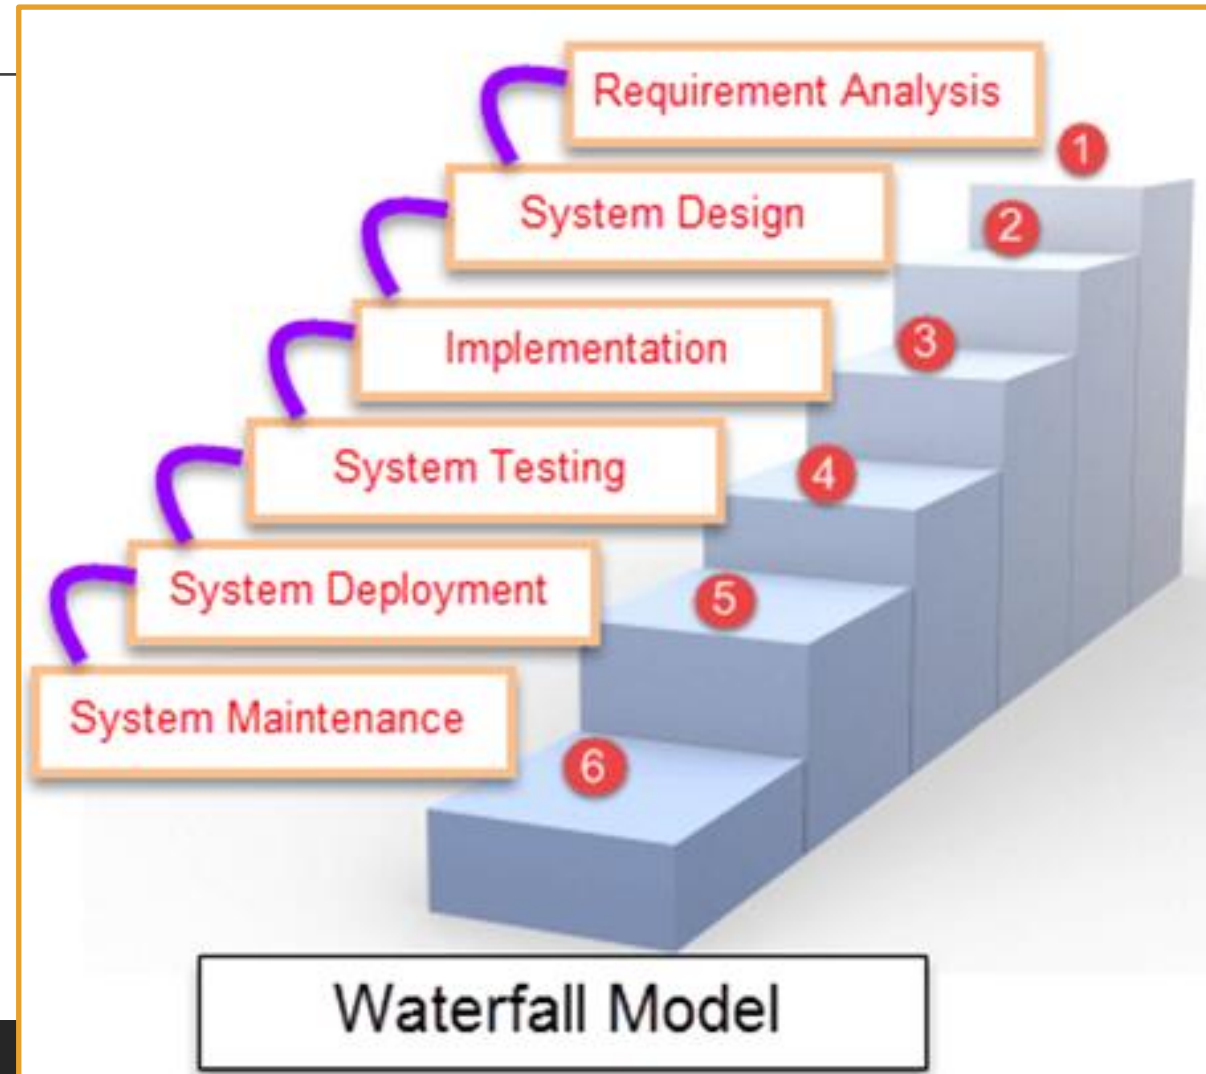 Requirement Analysis
1
System Design
2
Implementation
3
System Testing
4
System Deployment
5
System Maintenance
6
Waterfall Model